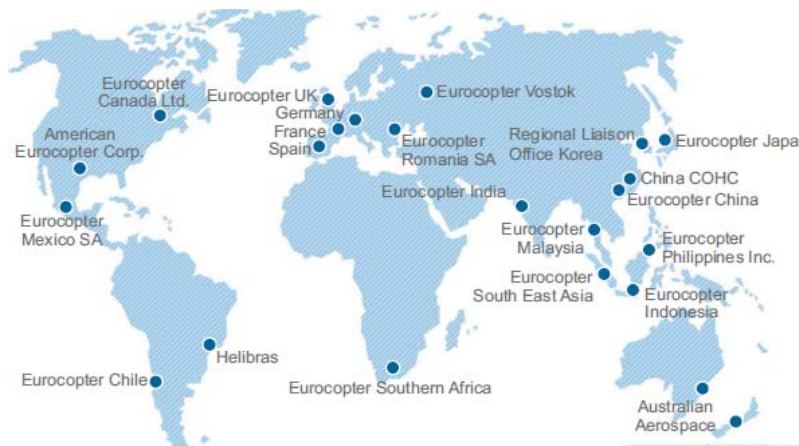 Eurocopter
Canada Ltd.
American
Eurocopter Corp.
Eurocopter
Mexico SA
Helibras
Eurocopter Chile
Eurocopter UK
Germany
France
Spain
Eurocopter Vostok
Eurocopter
Romania SA
Regional Liaison
Office Korea
Eurocopter Japa
China COHC
Eurocopter China
Eurocopter India
Eurocopter
Malaysia
Eurocopter
Philippines Inc.
Eurocopter
South East Asia
Eurocopter
Indonesia
Eurocopter Southern Africa
Australian
Aerospace